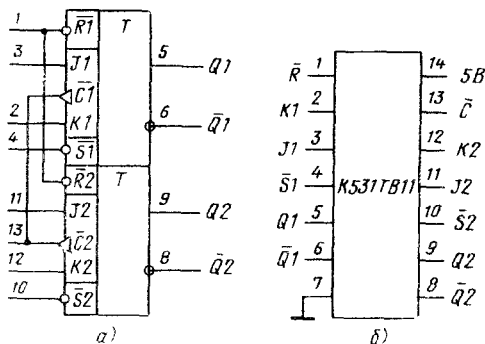 1 R̄1 T
3 J1 5 Q1
C̄1
2 K1 6 Q̄1
4 S̄1
R̄2 T
11 J2 9 Q2
13 C̄2
12 K2 8 Q̄2
10 S̄2
а)
R̄ 1 14 5В
K1 2 13 C̄
J1 3 12 K2
S̄1 4 К531ТВ11 11 J2
Q1 5 10 S̄2
Q̄1 6 9 Q2
7 8 Q̄2
б)